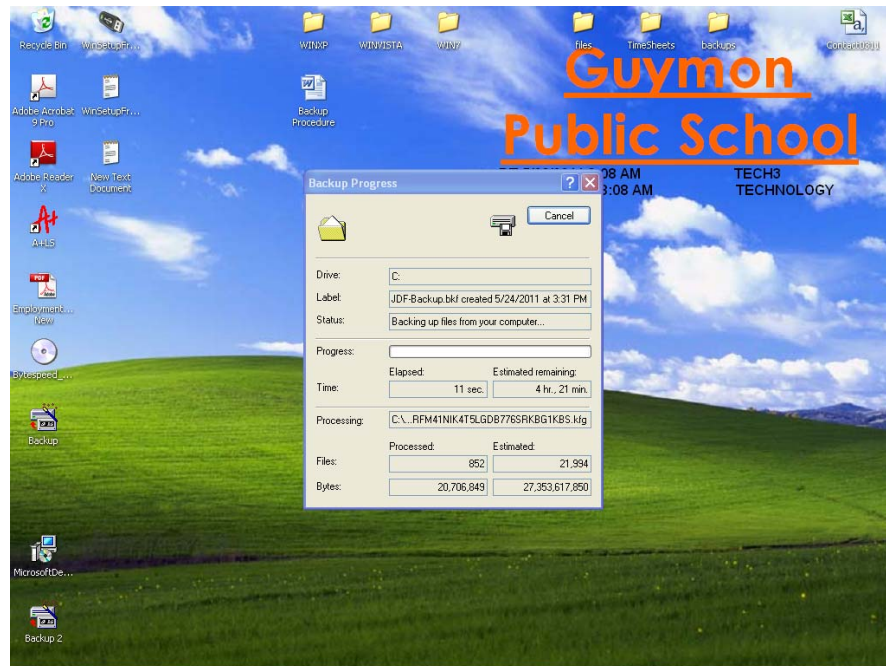 Recycle Bin
WinSetupFr...
WINXP
WINVISTA
WIN7
files
TimeSheets
backups
Contact0311
Guymon
Public School
Adobe Acrobat
9 Pro
WinSetupFr...
Backup
Procedure
Adobe Reader
X
New Text
Document
08 AM
TECH3
:08 AM
TECHNOLOGY
A+LS
Employment...
New
Bytespeed_...
Backup
MicrosoftDe...
Backup 2
Backup Progress
Cancel
Drive:
C:
Label:
JDF-Backup.bkf created 5/24/2011 at 3:31 PM
Status:
Backing up files from your computer...
Progress:
Elapsed:
Estimated remaining:
Time:
11 sec.
4 hr., 21 min.
Processing:
C:\...RFM41NIK4T5LGDB776SRKBG1KBS.kfg
Processed:
Estimated:
Files:
852
21,994
Bytes:
20,706,849
27,353,617,850